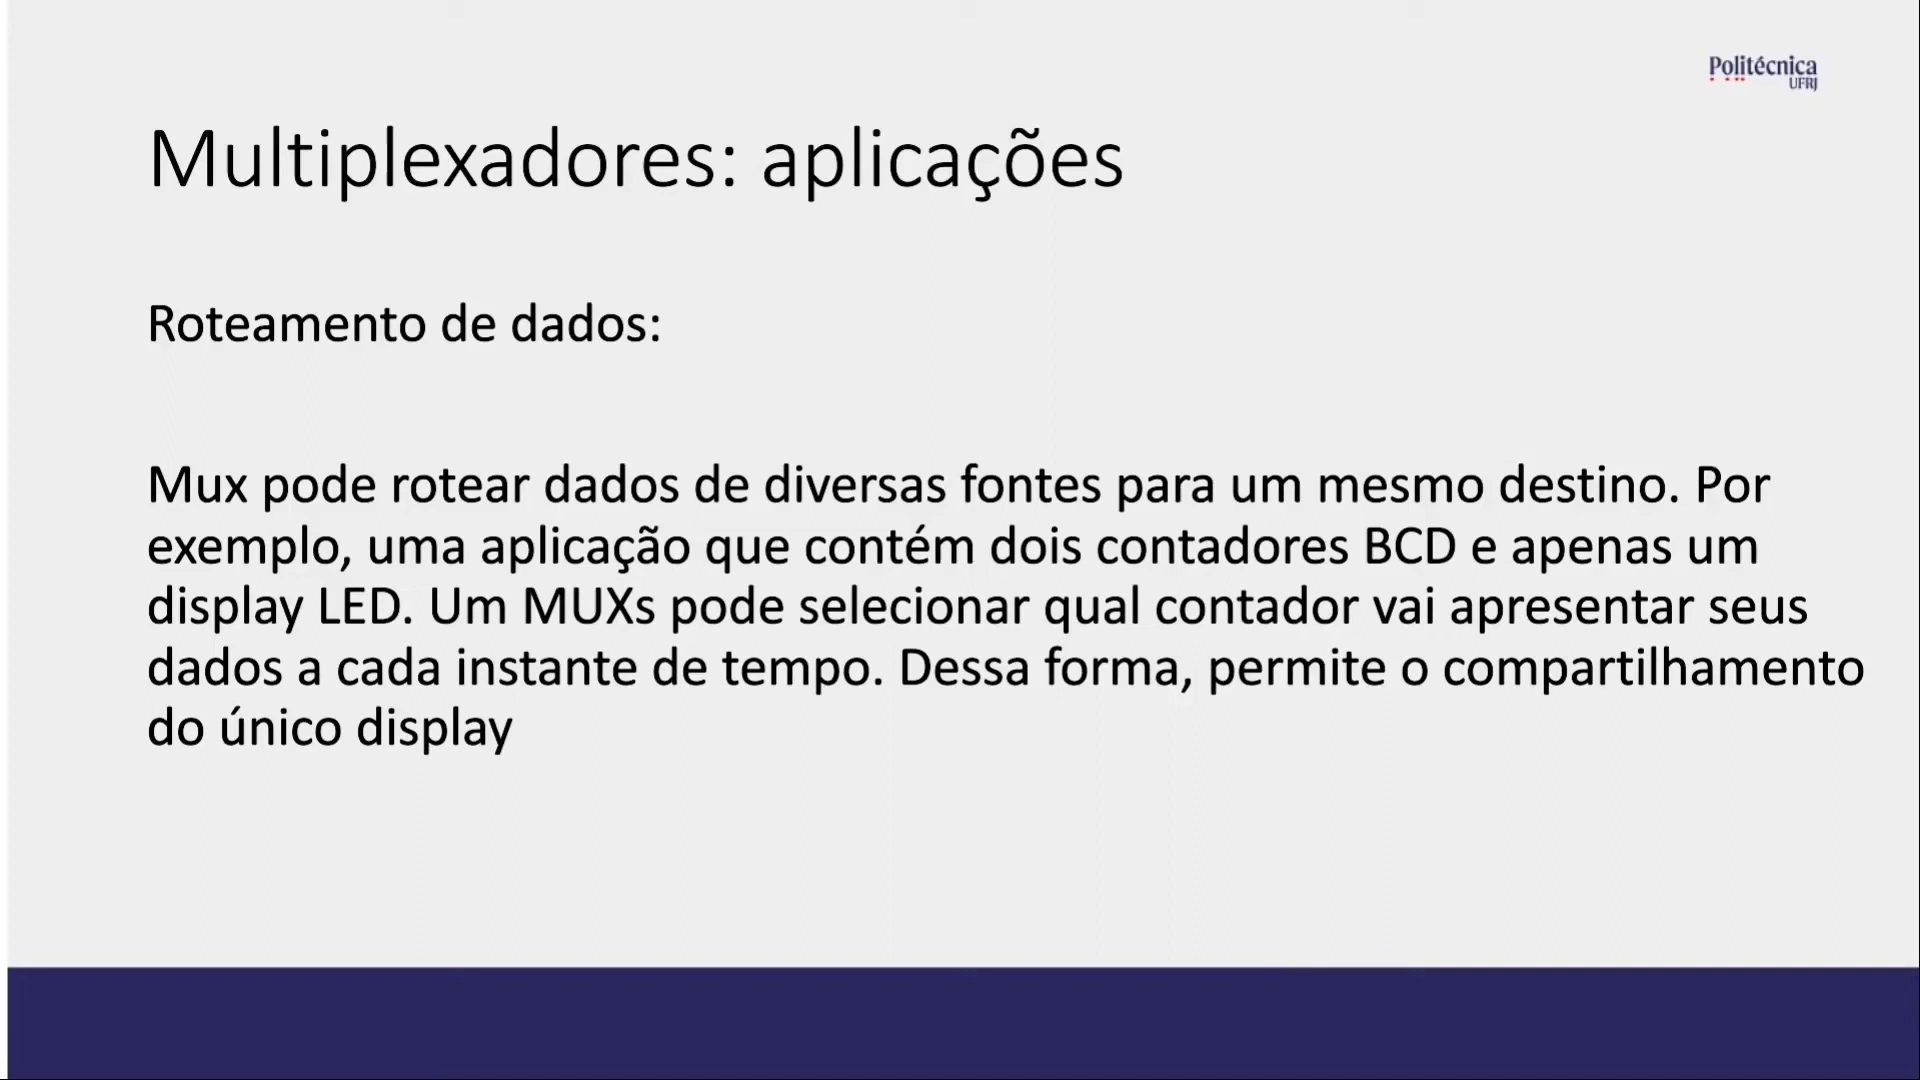 Politécnica
UFRJ
Multiplexadores: aplicações
Roteamento de dados:
Mux pode rotear dados de diversas fontes para um mesmo destino. Por
exemplo, uma aplicação que contém dois contadores BCD e apenas um
display LED. Um MUXs pode selecionar qual contador vai apresentar seus
dados a cada instante de tempo. Dessa forma, permite o compartilhamento
do único display